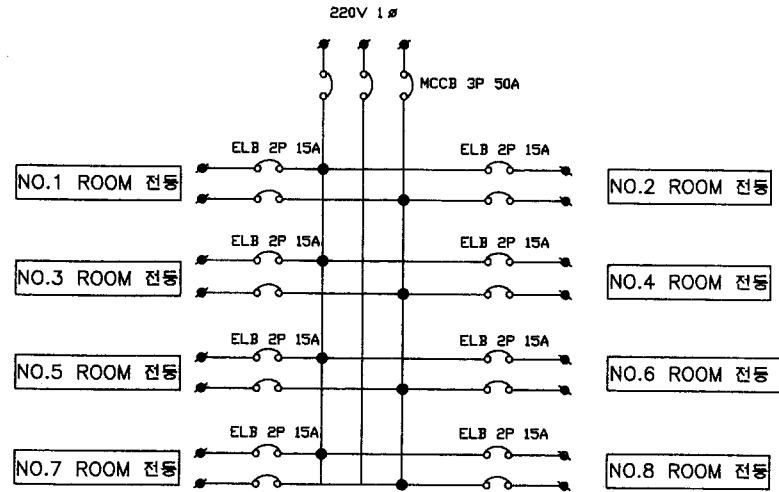 220V 1ø
MCCB 3P 50A
ELB 2P 15A
ELB 2P 15A
NO.1 ROOM 전등
NO.2 ROOM 전등
ELB 2P 15A
ELB 2P 15A
NO.3 ROOM 전등
NO.4 ROOM 전등
ELB 2P 15A
ELB 2P 15A
NO.5 ROOM 전등
NO.6 ROOM 전등
ELB 2P 15A
ELB 2P 15A
NO.7 ROOM 전등
NO.8 ROOM 전등